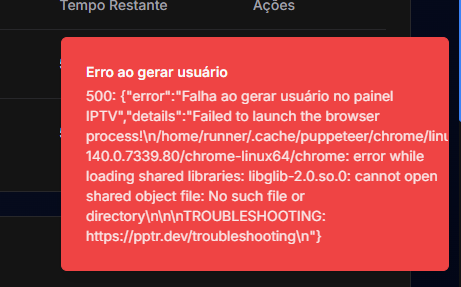 Tempo Restante Ações
Erro ao gerar usuário
500: {"error":"Falha ao gerar usuário no painel
IPTV","details":"Failed to launch the browser
process!\n/home/runner/.cache/puppeteer/chrome/linu
140.0.7339.80/chrome-linux64/chrome: error while
loading shared libraries: libglib-2.0.so.0: cannot open
shared object file: No such file or
directory\n\n\nTROUBLESHOOTING:
https://pptr.dev/troubleshooting\n"}